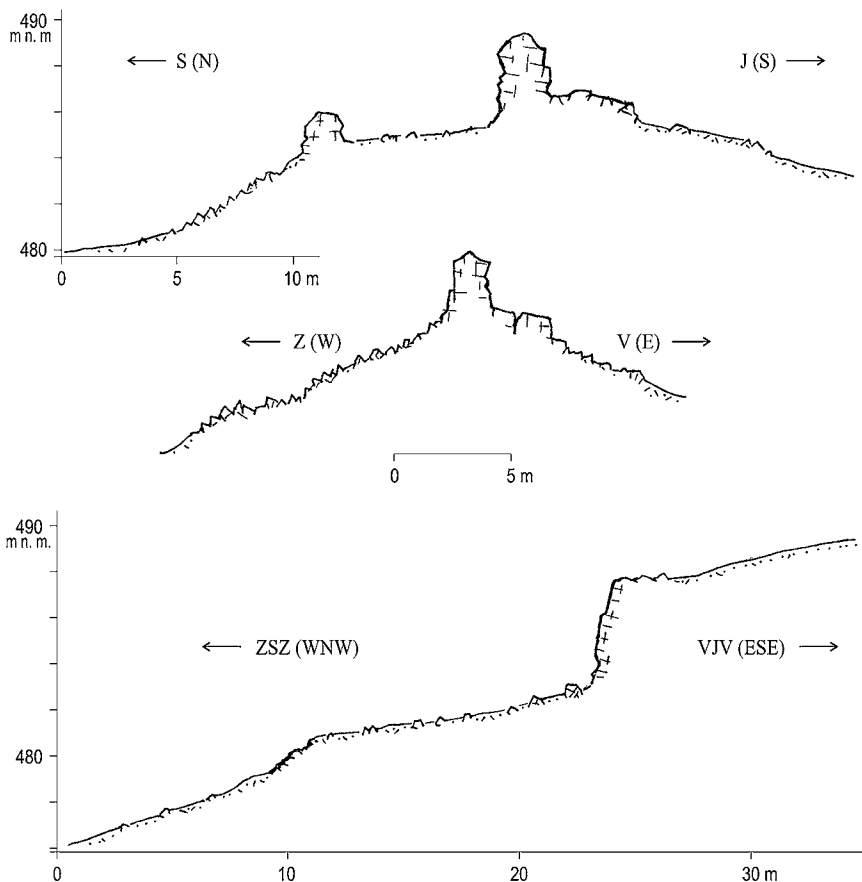 490
m n. m
S (N)
J (S)
480
0 5 10 m
Z (W)
V (E)
0 5 m
490
m n. m.
ZSZ (WNW)
VJV (ESE)
480
0 10 20 30 m